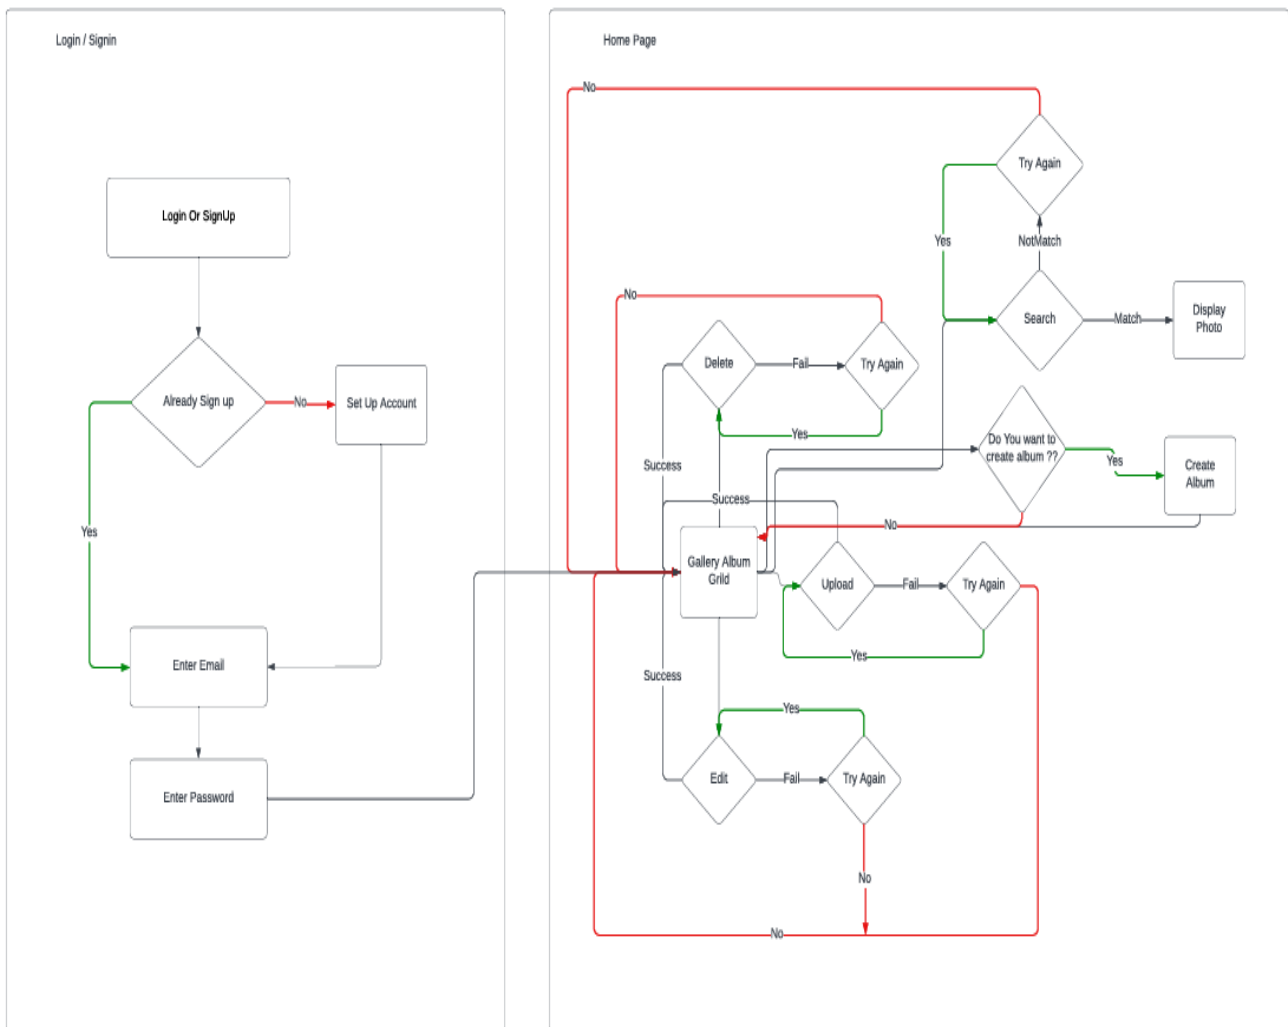 Login / Signin
Home Page
No
Try Again
Login Or SignUp
Yes
NotMatch
No
Display
Photo
Search
Match
Delete
Fail
Try Again
Already Sign up
No
Set Up Account
Yes
Do You want to
create album ??
Yes
Create
Album
Success
Success
No
Yes
Gallery Album
Grild
Upload
Fail
Try Again
Yes
Enter Email
Success
Yes
Edit
Fail
Try Again
Enter Password
No
No